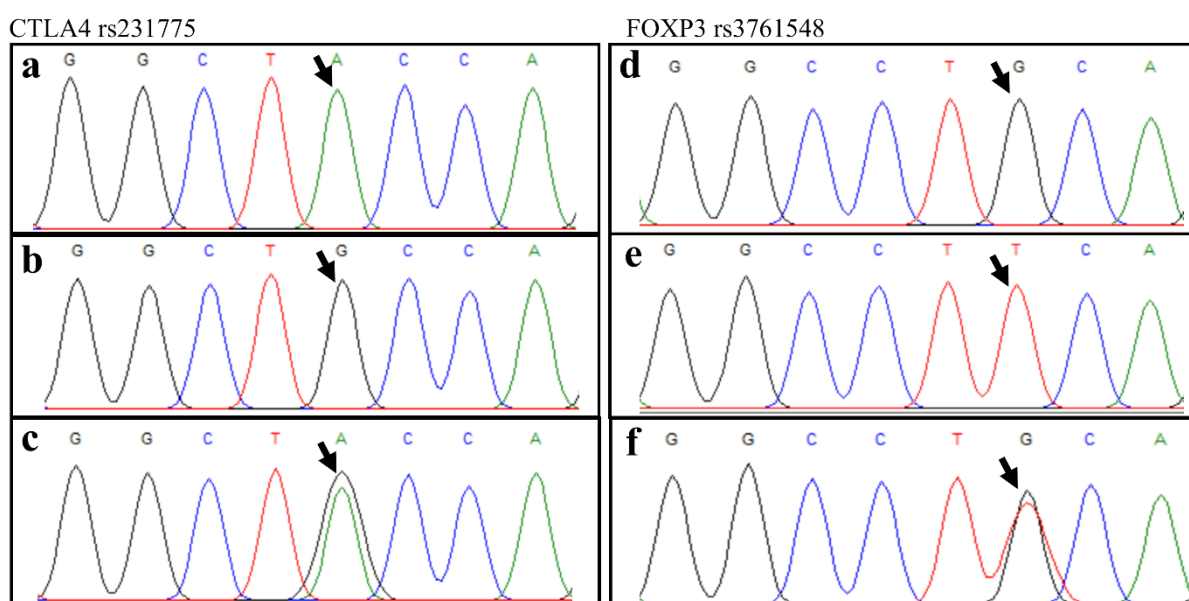 CTLA4 rs231775
a G G C T A C C A
b G G C T G C C A
c G G C T A C C A
FOXP3 rs3761548
d G G C C T G C A
e G G C C T T C A
f G G C C T G C A